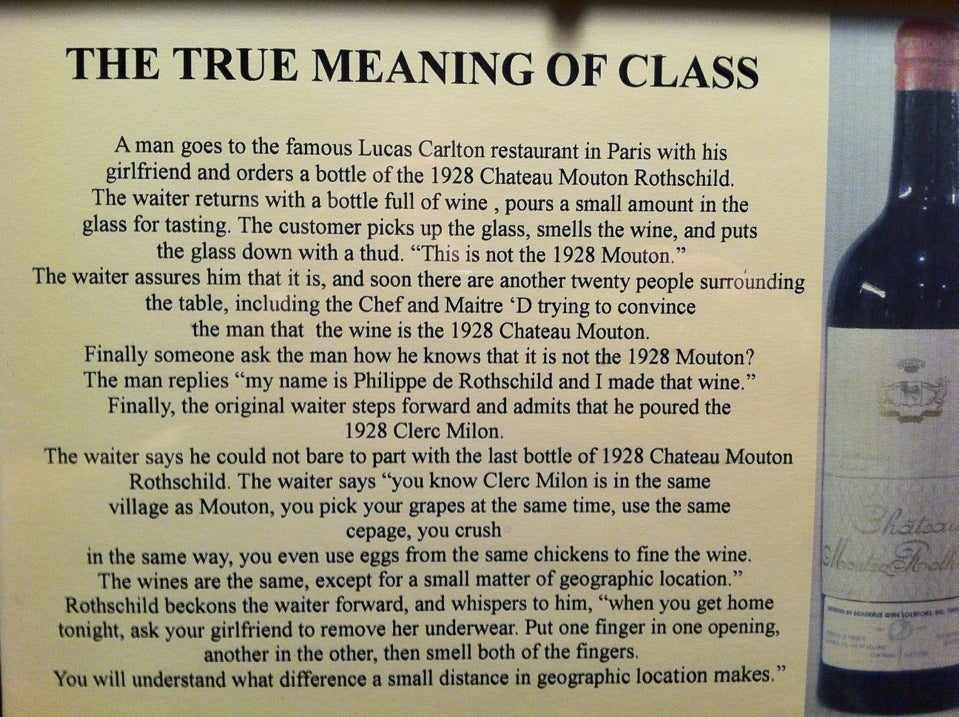 THE TRUE MEANING OF CLASS
A man goes to the famous Lucas Carlton restaurant in Paris with his
girlfriend and orders a bottle of the 1928 Chateau Mouton Rothschild.
The waiter returns with a bottle full of wine , pours a small amount in the
glass for tasting. The customer picks up the glass, smells the wine, and puts
the glass down with a thud. “This is not the 1928 Mouton.”
The waiter assures him that it is, and soon there are another twenty people surrounding
the table, including the Chef and Maitre ‘D trying to convince
the man that the wine is the 1928 Chateau Mouton.
Finally someone ask the man how he knows that it is not the 1928 Mouton?
The man replies “my name is Philippe de Rothschild and I made that wine.”
Finally, the original waiter steps forward and admits that he poured the
1928 Clerc Milon.
The waiter says he could not bare to part with the last bottle of 1928 Chateau Mouton
Rothschild. The waiter says “you know Clerc Milon is in the same
village as Mouton, you pick your grapes at the same time, use the same
cepage, you crush
in the same way, you even use eggs from the same chickens to fine the wine.
The wines are the same, except for a small matter of geographic location.”
Rothschild beckons the waiter forward, and whispers to him, “when you get home
tonight, ask your girlfriend to remove her underwear. Put one finger in one opening,
another in the other, then smell both of the fingers.
You will understand what difference a small distance in geographic location makes.”
Château
Mouton Roth
IMPORTED BY BORDEAUX WINE LOCATORS, INC.